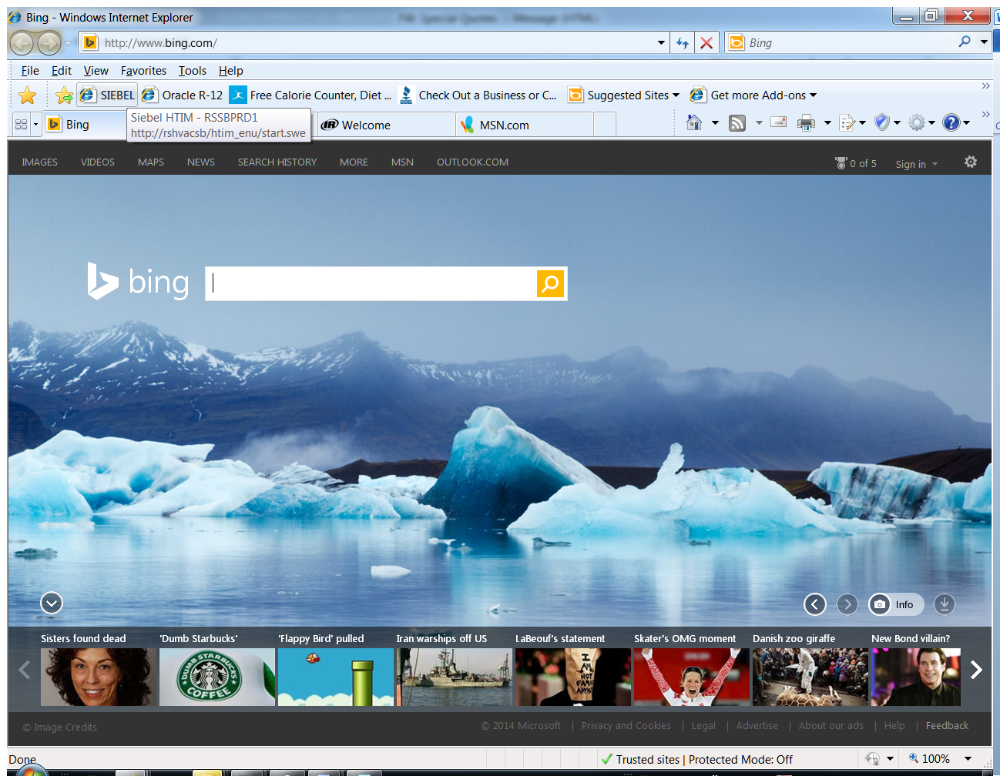 Bing - Windows Internet Explorer
http://www.bing.com/
Bing
File Edit View Favorites Tools Help
SIEBEL Oracle R-12 Free Calorie Counter, Diet ... Check Out a Business or C... Suggested Sites Get more Add-ons
Bing Welcome MSN.com
Siebel HTIM - RSSBPRD1
http://rshvacsb/htim_enu/start.swe
IMAGES VIDEOS MAPS NEWS SEARCH HISTORY MORE MSN OUTLOOK.COM 0 of 5 Sign in
bing
Info
Sisters found dead 'Dumb Starbucks' 'Flappy Bird' pulled Iran warships off US LaBeouf's statement Skater's OMG moment Danish zoo giraffe New Bond villain?
DUMB STARBUCKS
COFFEE
I AM
NOT
FAMOUS
© Image Credits © 2014 Microsoft | Privacy and Cookies | Legal | Advertise | About our ads | Help | Feedback
Done Trusted sites | Protected Mode: Off 100%